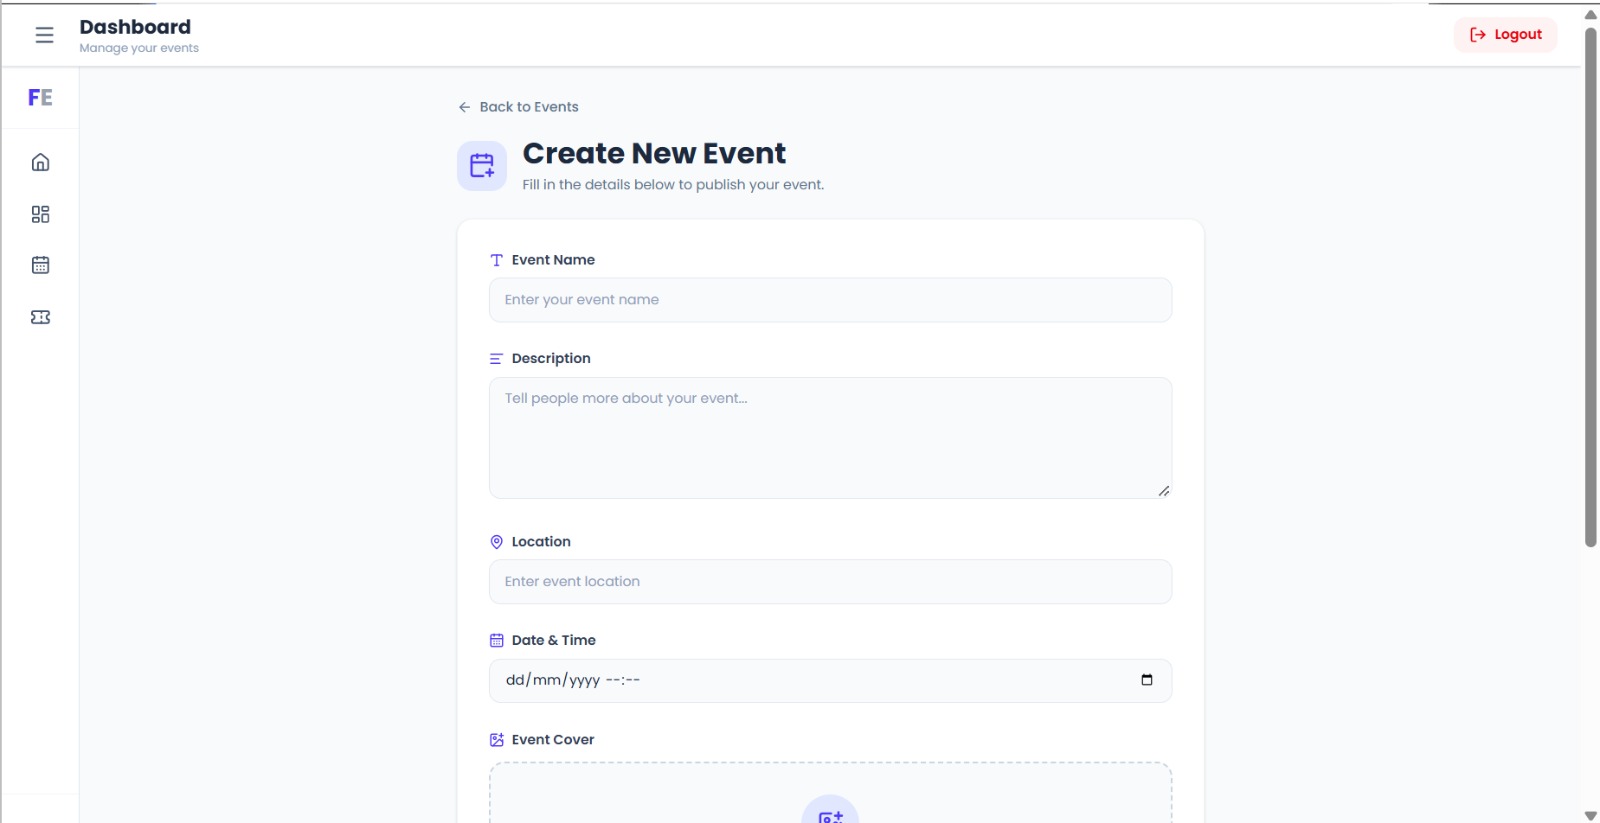 Dashboard
Manage your events
Logout
FE
Back to Events
Create New Event
Fill in the details below to publish your event.
Event Name
Enter your event name
Description
Tell people more about your event...
Location
Enter event location
Date & Time
dd/mm/yyyy --:--
Event Cover